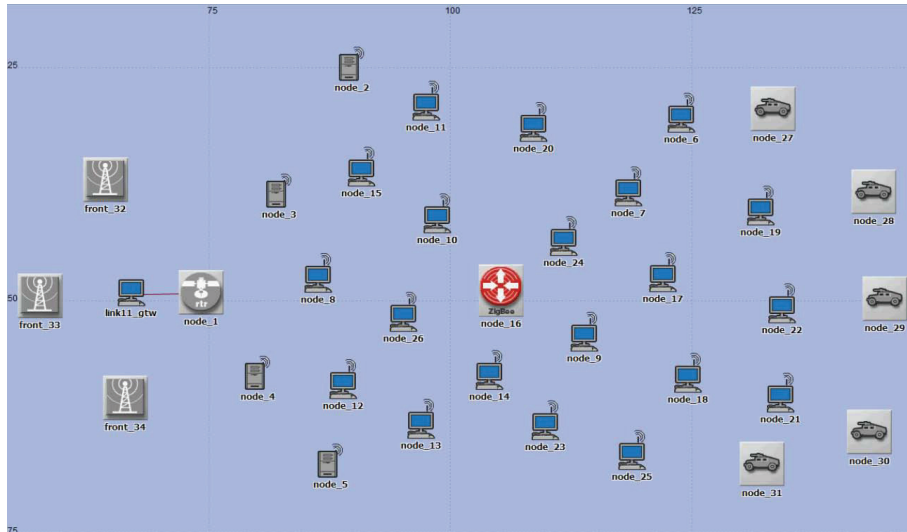 75
100
125
25
node_2
node_11
node_20
node_6
node_27
front_32
node_3
node_15
node_10
node_7
node_19
node_28
node_24
front_33
link11_gtw
rtr
node_1
node_8
50
node_26
ZigBee
node_16
node_17
node_9
node_22
node_29
front_34
node_4
node_12
node_14
node_18
node_21
node_13
node_23
node_5
node_25
node_31
node_30
75